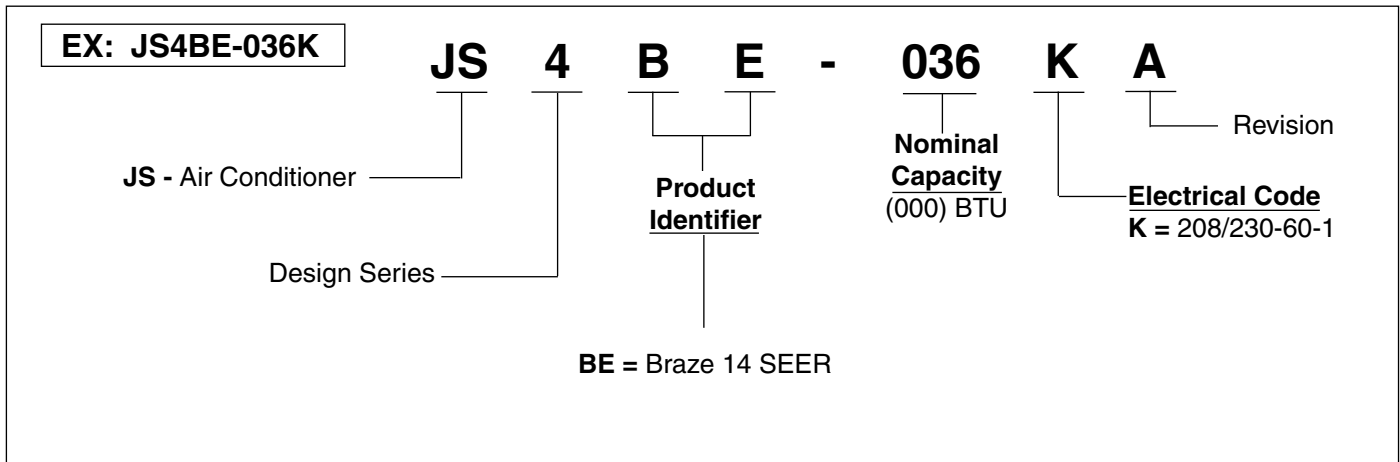 EX: JS4BE-036K
JS 4 B E - 036 K A
Revision
JS - Air Conditioner
Nominal
Capacity
(000) BTU
Product
Identifier
Electrical Code
K = 208/230-60-1
Design Series
BE = Braze 14 SEER